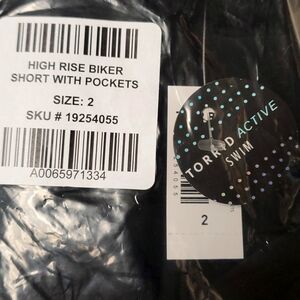 HIGH RISE BIKER
SHORT WITH POCKETS
SIZE: 2
SKU # 19254055
A0065971334
TORRID ACTIVE
SWIM
2